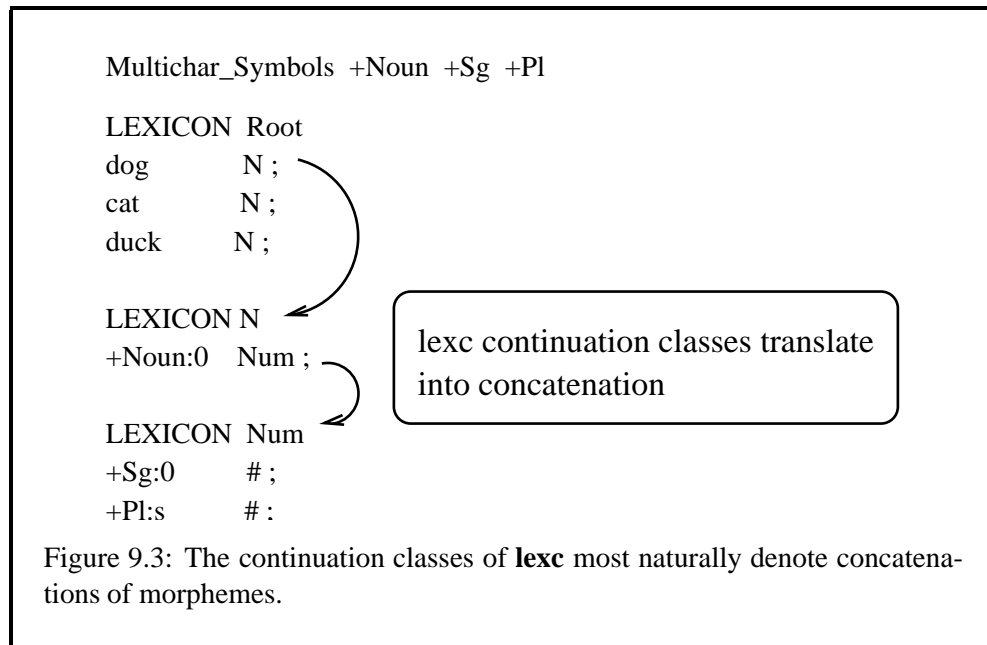 Multichar_Symbols +Noun +Sg +Pl
LEXICON Root
dog N ;
cat N ;
duck N ;
LEXICON N
+Noun:0 Num ;
lexc continuation classes translate
into concatenation
LEXICON Num
+Sg:0 # ;
+Pl:s # :
Figure 9.3: The continuation classes of lexc most naturally denote concatena-
tions of morphemes.